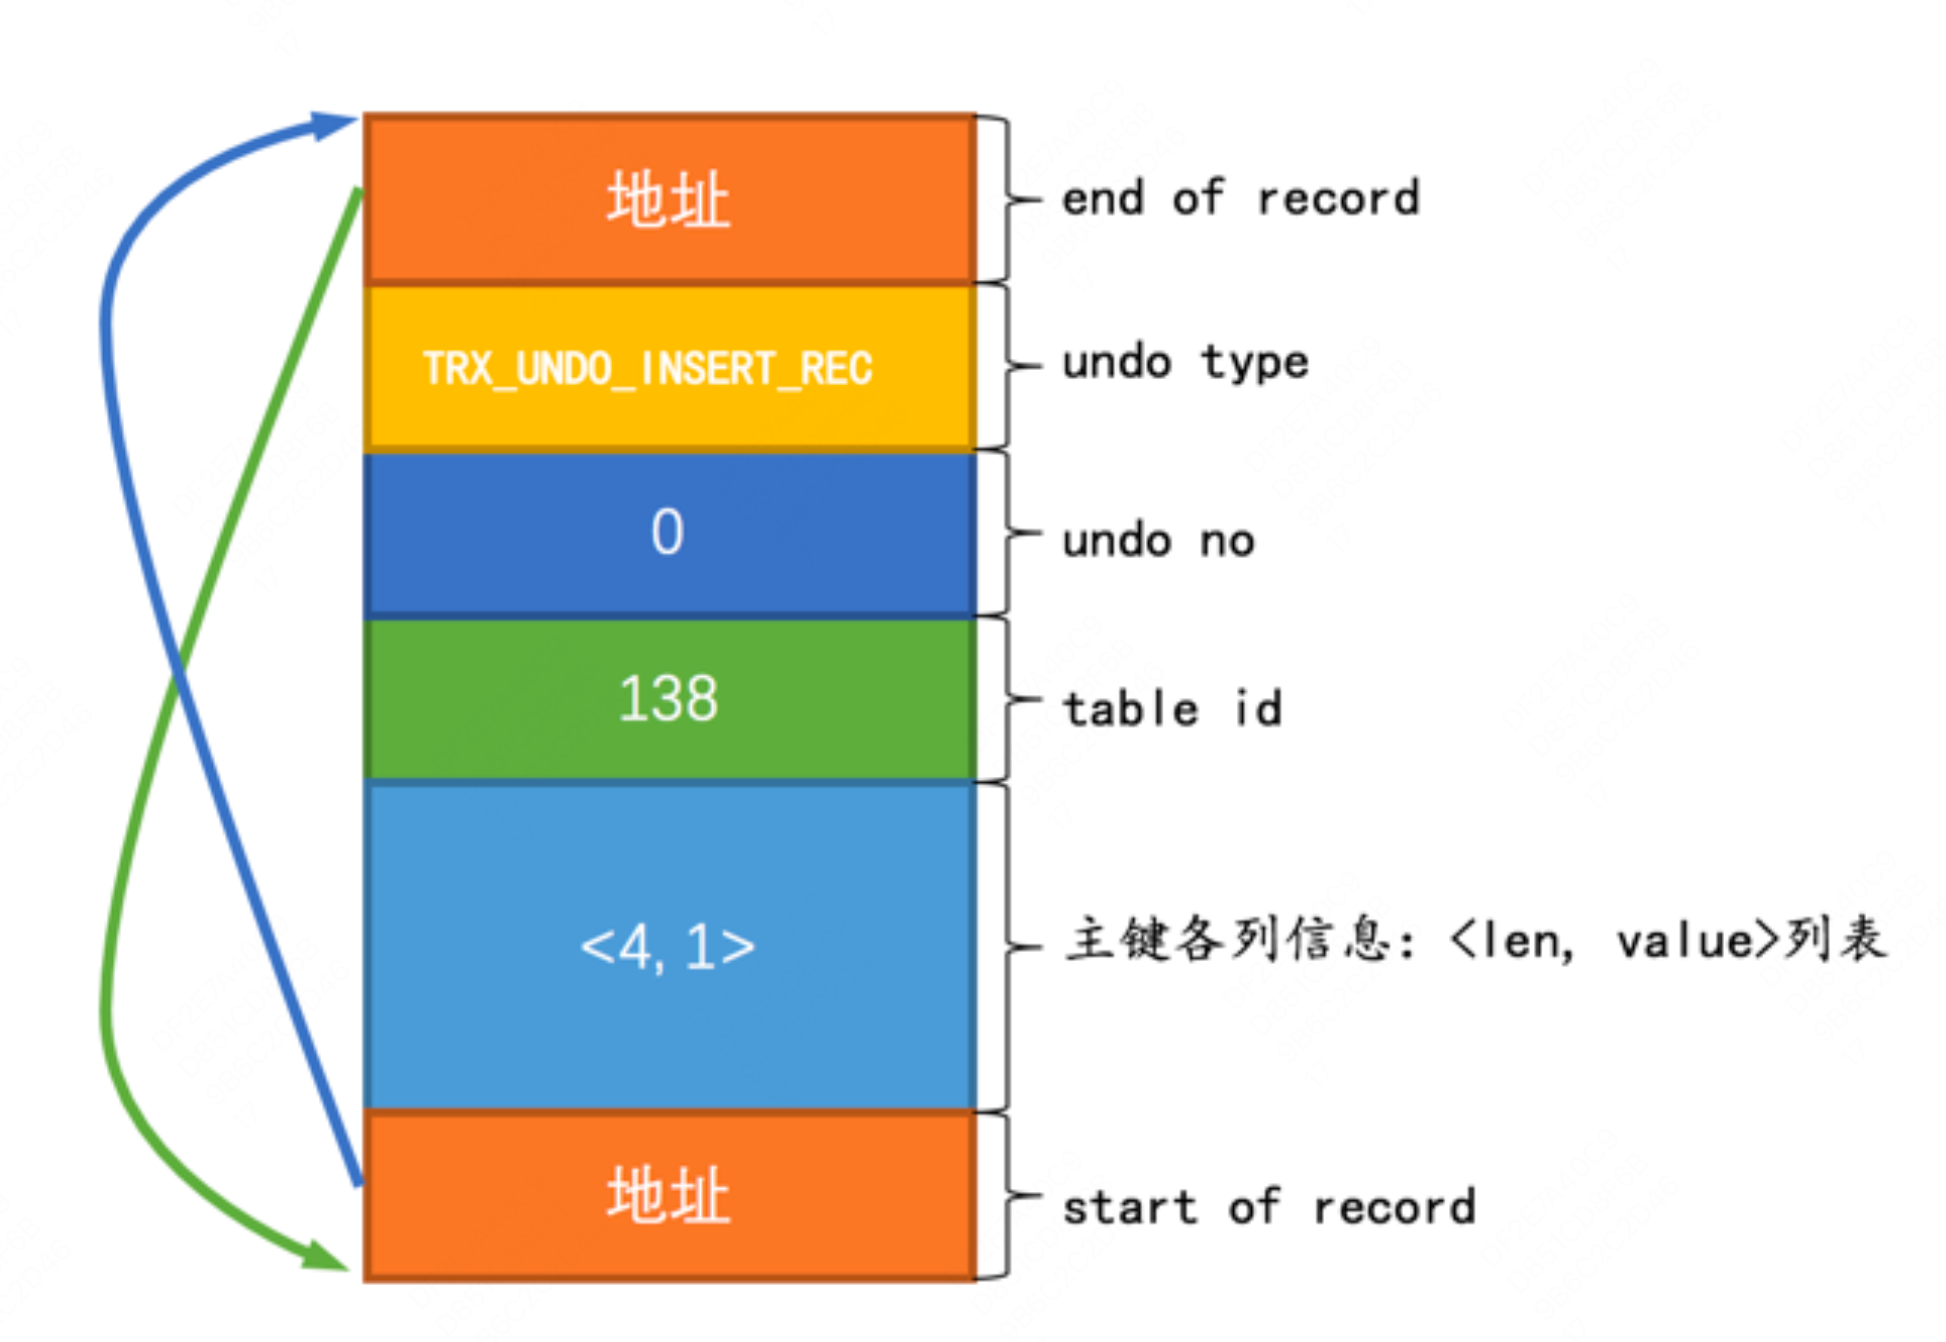 地址
end of record
TRX_UNDO_INSERT_REC
undo type
0
undo no
138
table id
<4, 1>
主键各列信息: <len, value>列表
地址
start of record